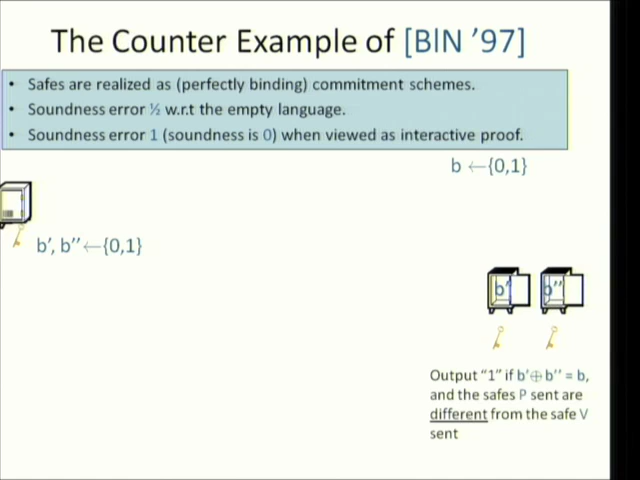 The Counter Example of [BIN '97]
• Safes are realized as (perfectly binding) commitment schemes.
• Soundness error ½ w.r.t the empty language.
• Soundness error 1 (soundness is 0) when viewed as interactive proof.
b ←{0,1}
b′, b′′←{0,1}
b′ b′′
Output “1” if b′⊕b′′ = b,
and the safes P sent are
different from the safe V
sent